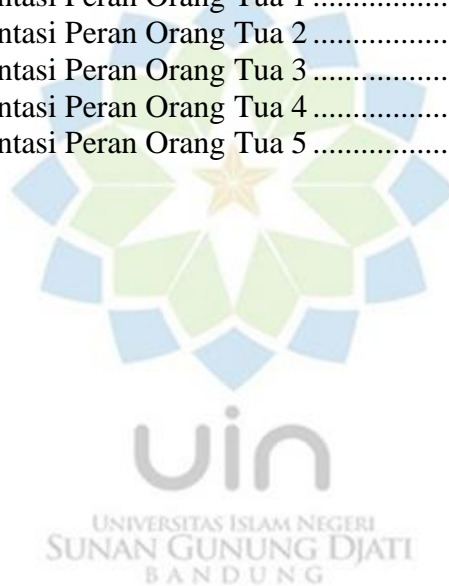 ntasi Peran Orang Tua 1 ..................
ntasi Peran Orang Tua 2 ..................
ntasi Peran Orang Tua 3 ..................
ntasi Peran Orang Tua 4 ..................
ntasi Peran Orang Tua 5 ..................
uin
UNIVERSITAS ISLAM NEGERI
SUNAN GUNUNG DJATI
BANDUNG